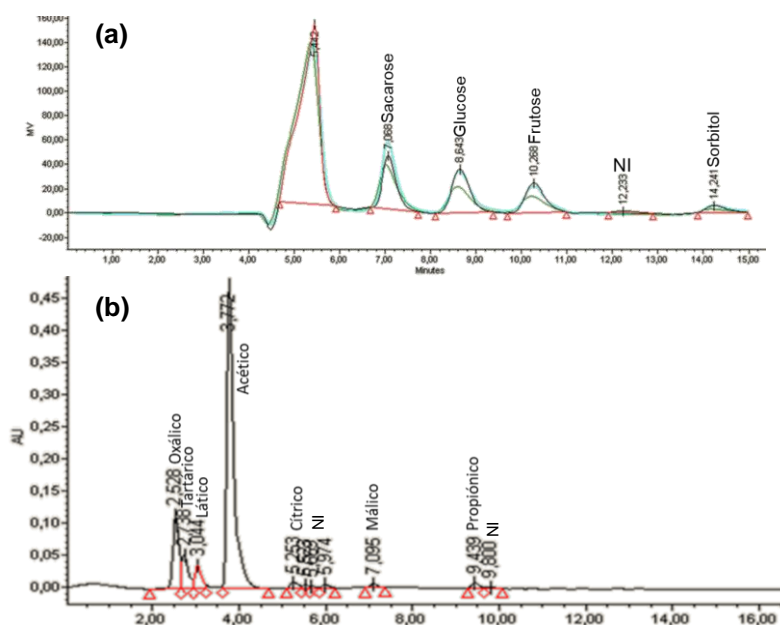 (a)
160,00
140,00
120,00
100,00
80,00
60,00
40,00
20,00
0,00
-20,00
MV
7,068 Sacarose
8,643 Glucose
10,268 Frutose
12,233 NI
14,241 Sorbitol
1,00 2,00 3,00 4,00 5,00 6,00 7,00 8,00 9,00 10,00 11,00 12,00 13,00 14,00 15,00
Minutes
(b)
0,45
0,40
0,35
0,30
0,25
0,20
0,15
0,10
0,05
0,00
AU
2,528 Oxálico
2,738 Tartárico
3,044 Lático
3,772 Acético
5,253 Cítrico
NI
5,974
7,095 Málico
9,439 Propiónico
9,800 NI
2,00 4,00 6,00 8,00 10,00 12,00 14,00 16,00